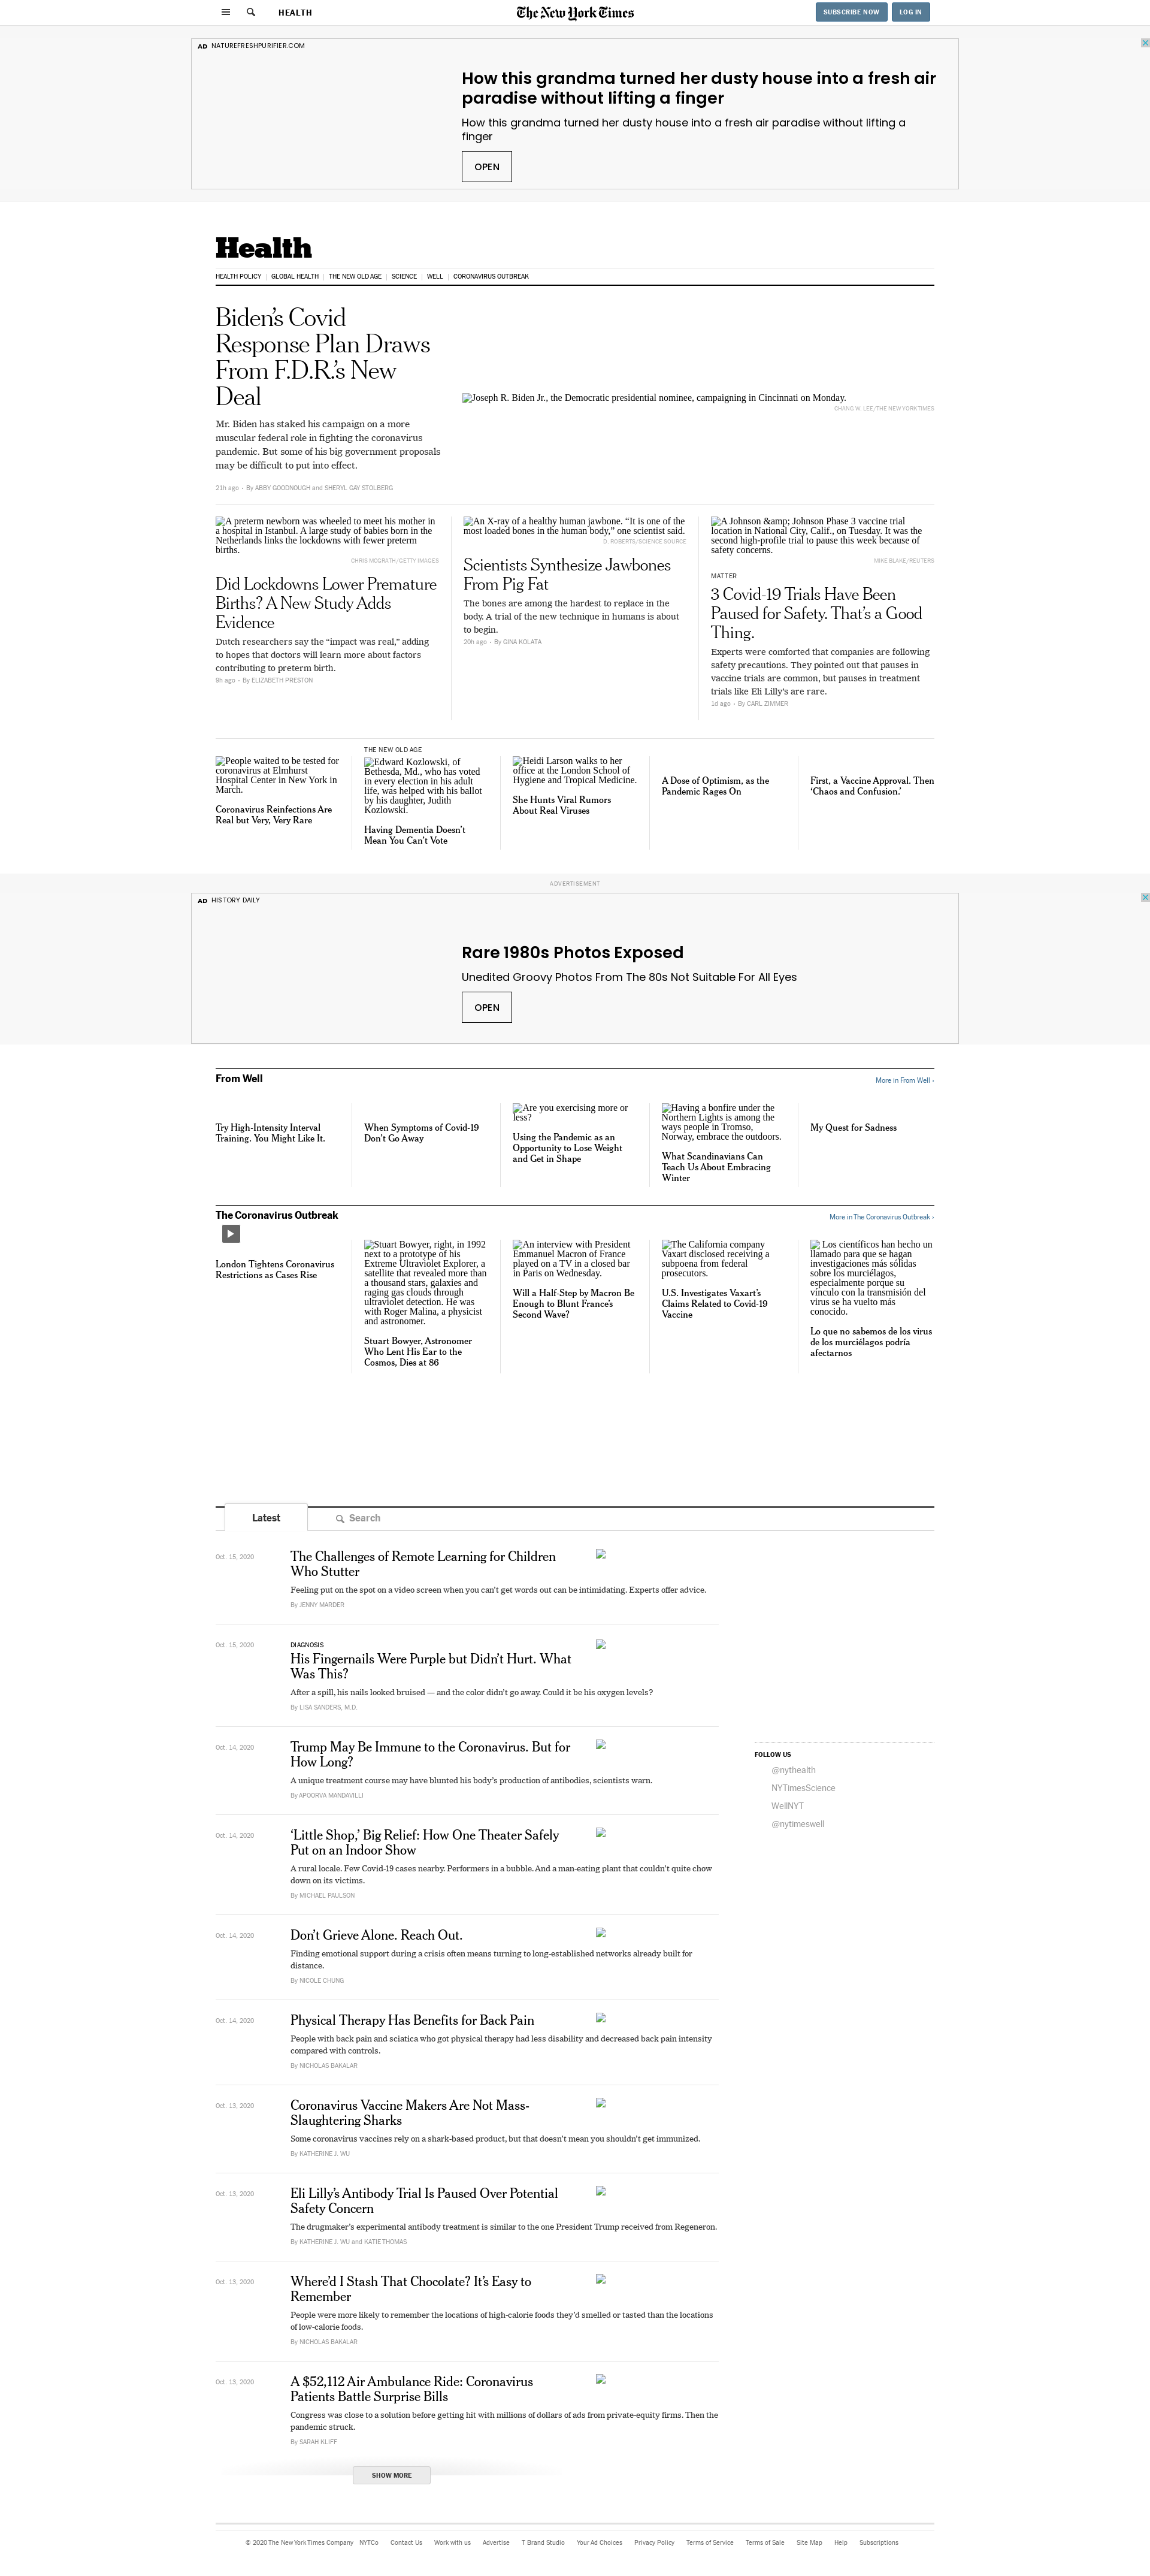 HEALTH
The New York Times
SUBSCRIBE NOW
LOG IN
AD NATUREFRESHPURIFIER.COM
How this grandma turned her dusty house into a fresh air
paradise without lifting a finger
How this grandma turned her dusty house into a fresh air paradise without lifting a
finger
OPEN
Health
HEALTH POLICY
GLOBAL HEALTH
THE NEW OLD AGE
SCIENCE
WELL
CORONAVIRUS OUTBREAK
Biden’s Covid
Response Plan Draws
From F.D.R.’s New
Deal
Mr. Biden has staked his campaign on a more
muscular federal role in fighting the coronavirus
pandemic. But some of his big government proposals
may be difficult to put into effect.
21h ago - By ABBY GOODNOUGH and SHERYL GAY STOLBERG
Joseph R. Biden Jr., the Democratic presidential nominee, campaigning in Cincinnati on Monday.
CHANG W. LEE/THE NEW YORK TIMES
A preterm newborn was wheeled to meet his mother in
a hospital in Istanbul. A large study of babies born in the
Netherlands links the lockdowns with fewer preterm
births.
CHRIS MCGRATH/GETTY IMAGES
Did Lockdowns Lower Premature
Births? A New Study Adds
Evidence
Dutch researchers say the “impact was real,” adding
to hopes that doctors will learn more about factors
contributing to preterm birth.
9h ago - By ELIZABETH PRESTON
An X-ray of a healthy human jawbone. “It is one of the
most loaded bones in the human body,” one scientist said.
D. ROBERTS/SCIENCE SOURCE
Scientists Synthesize Jawbones
From Pig Fat
The bones are among the hardest to replace in the
body. A trial of the new technique in humans is about
to begin.
20h ago - By GINA KOLATA
A Johnson &amp; Johnson Phase 3 vaccine trial
location in National City, Calif., on Tuesday. It was the
second high-profile trial to pause this week because of
safety concerns.
MIKE BLAKE/REUTERS
MATTER
3 Covid-19 Trials Have Been
Paused for Safety. That’s a Good
Thing.
Experts were comforted that companies are following
safety precautions. They pointed out that pauses in
vaccine trials are common, but pauses in treatment
trials like Eli Lilly’s are rare.
1d ago - By CARL ZIMMER
People waited to be tested for
coronavirus at Elmhurst
Hospital Center in New York in
March.
Coronavirus Reinfections Are
Real but Very, Very Rare
THE NEW OLD AGE
Edward Kozlowski, of
Bethesda, Md., who has voted
in every election in his adult
life, was helped with his ballot
by his daughter, Judith
Kozlowski.
Having Dementia Doesn’t
Mean You Can’t Vote
Heidi Larson walks to her
office at the London School of
Hygiene and Tropical Medicine.
She Hunts Viral Rumors
About Real Viruses
A Dose of Optimism, as the
Pandemic Rages On
First, a Vaccine Approval. Then
‘Chaos and Confusion.’
ADVERTISEMENT
AD HISTORY DAILY
Rare 1980s Photos Exposed
Unedited Groovy Photos From The 80s Not Suitable For All Eyes
OPEN
From Well
More in From Well ›
Try High-Intensity Interval
Training. You Might Like It.
When Symptoms of Covid-19
Don’t Go Away
Are you exercising more or
less?
Using the Pandemic as an
Opportunity to Lose Weight
and Get in Shape
Having a bonfire under the
Northern Lights is among the
ways people in Tromso,
Norway, embrace the outdoors.
What Scandinavians Can
Teach Us About Embracing
Winter
My Quest for Sadness
The Coronavirus Outbreak
More in The Coronavirus Outbreak ›
London Tightens Coronavirus
Restrictions as Cases Rise
Stuart Bowyer, right, in 1992
next to a prototype of his
Extreme Ultraviolet Explorer, a
satellite that revealed more than
a thousand stars, galaxies and
raging gas clouds through
ultraviolet detection. He was
with Roger Malina, a physicist
and astronomer.
Stuart Bowyer, Astronomer
Who Lent His Ear to the
Cosmos, Dies at 86
An interview with President
Emmanuel Macron of France
played on a TV in a closed bar
in Paris on Wednesday.
Will a Half-Step by Macron Be
Enough to Blunt France’s
Second Wave?
The California company
Vaxart disclosed receiving a
subpoena from federal
prosecutors.
U.S. Investigates Vaxart’s
Claims Related to Covid-19
Vaccine
Los científicos han hecho un
llamado para que se hagan
investigaciones más sólidas
sobre los murciélagos,
especialmente porque su
vínculo con la transmisión del
virus se ha vuelto más
conocido.
Lo que no sabemos de los virus
de los murciélagos podría
afectarnos
Latest
Search
Oct. 15, 2020
The Challenges of Remote Learning for Children
Who Stutter
Feeling put on the spot on a video screen when you can’t get words out can be intimidating. Experts offer advice.
By JENNY MARDER
Oct. 15, 2020
DIAGNOSIS
His Fingernails Were Purple but Didn’t Hurt. What
Was This?
After a spill, his nails looked bruised — and the color didn’t go away. Could it be his oxygen levels?
By LISA SANDERS, M.D.
Oct. 14, 2020
Trump May Be Immune to the Coronavirus. But for
How Long?
A unique treatment course may have blunted his body’s production of antibodies, scientists warn.
By APOORVA MANDAVILLI
FOLLOW US
@nythealth
NYTimesScience
WellNYT
@nytimeswell
Oct. 14, 2020
‘Little Shop,’ Big Relief: How One Theater Safely
Put on an Indoor Show
A rural locale. Few Covid-19 cases nearby. Performers in a bubble. And a man-eating plant that couldn’t quite chow
down on its victims.
By MICHAEL PAULSON
Oct. 14, 2020
Don’t Grieve Alone. Reach Out.
Finding emotional support during a crisis often means turning to long-established networks already built for
distance.
By NICOLE CHUNG
Oct. 14, 2020
Physical Therapy Has Benefits for Back Pain
People with back pain and sciatica who got physical therapy had less disability and decreased back pain intensity
compared with controls.
By NICHOLAS BAKALAR
Oct. 13, 2020
Coronavirus Vaccine Makers Are Not Mass-
Slaughtering Sharks
Some coronavirus vaccines rely on a shark-based product, but that doesn’t mean you shouldn’t get immunized.
By KATHERINE J. WU
Oct. 13, 2020
Eli Lilly’s Antibody Trial Is Paused Over Potential
Safety Concern
The drugmaker’s experimental antibody treatment is similar to the one President Trump received from Regeneron.
By KATHERINE J. WU and KATIE THOMAS
Oct. 13, 2020
Where’d I Stash That Chocolate? It’s Easy to
Remember
People were more likely to remember the locations of high-calorie foods they’d smelled or tasted than the locations
of low-calorie foods.
By NICHOLAS BAKALAR
Oct. 13, 2020
A $52,112 Air Ambulance Ride: Coronavirus
Patients Battle Surprise Bills
Congress was close to a solution before getting hit with millions of dollars of ads from private-equity firms. Then the
pandemic struck.
By SARAH KLIFF
SHOW MORE
© 2020 The New York Times Company
NYTCo
Contact Us
Work with us
Advertise
T Brand Studio
Your Ad Choices
Privacy Policy
Terms of Service
Terms of Sale
Site Map
Help
Subscriptions